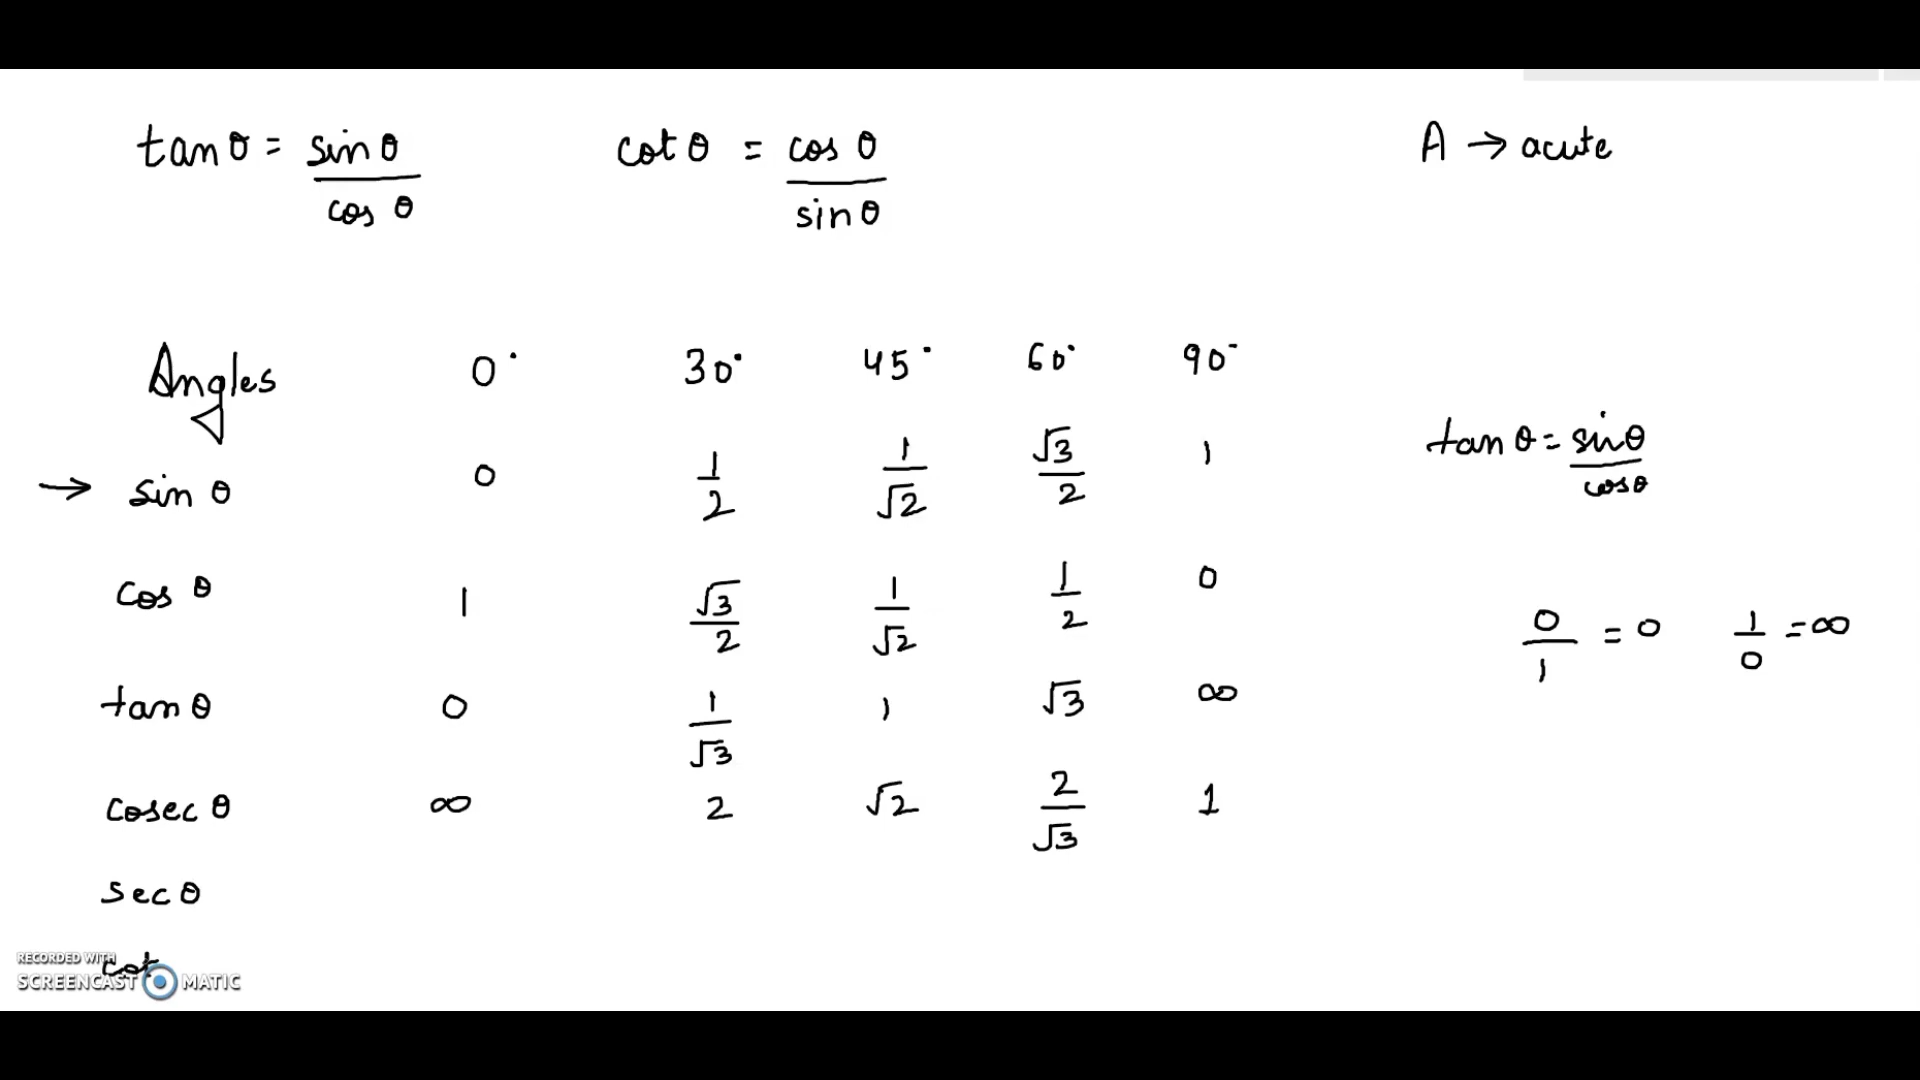 tanθ = sinθ/cosθ cotθ = cosθ/sinθ A → acute
Angles 0° 30° 45° 60° 90°
tanθ = sinθ/cosθ
→ sinθ 0 1/2 1/√2 √3/2 1
cosθ 1 √3/2 1/√2 1/2 0
0/1 = 0 1/0 = ∞
tanθ 0 1/√3 1 √3 ∞
cosecθ ∞ 2 √2 2/√3 1
secθ
cot
RECORDED WITH
SCREENCAST MATIC